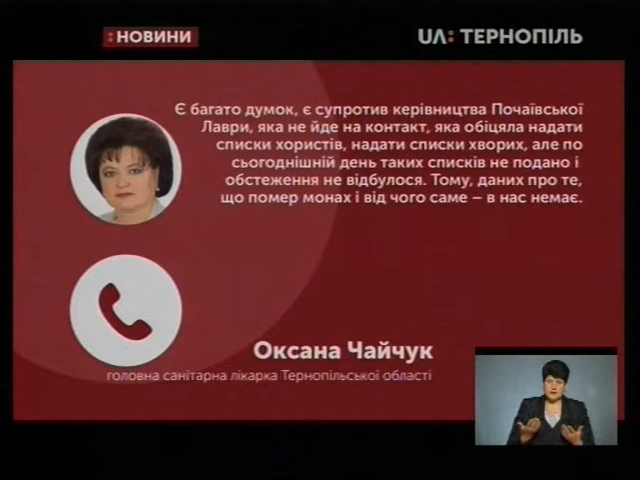 :НОВИНИ
UA: ТЕРНОПІЛЬ
Є багато думок, є супротив керівництва Почаївської
Лаври, яка не йде на контакт, яка обіцяла надати
списки хористів, надати списки хворих, але по
сьогоднішній день таких списків не подано і
обстеження не відбулося. Тому, даних про те,
що помер монах і від чого саме – в нас немає.
Оксана Чайчук
головна санітарна лікарка Тернопільської області